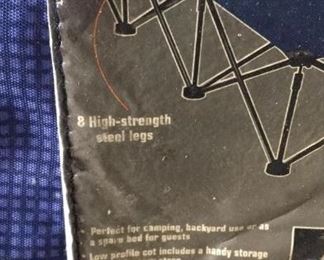 8 High-strength
steel legs
• Perfect for camping, backyard use or as
a spare bed for guests
• Low profile cot includes a handy storage